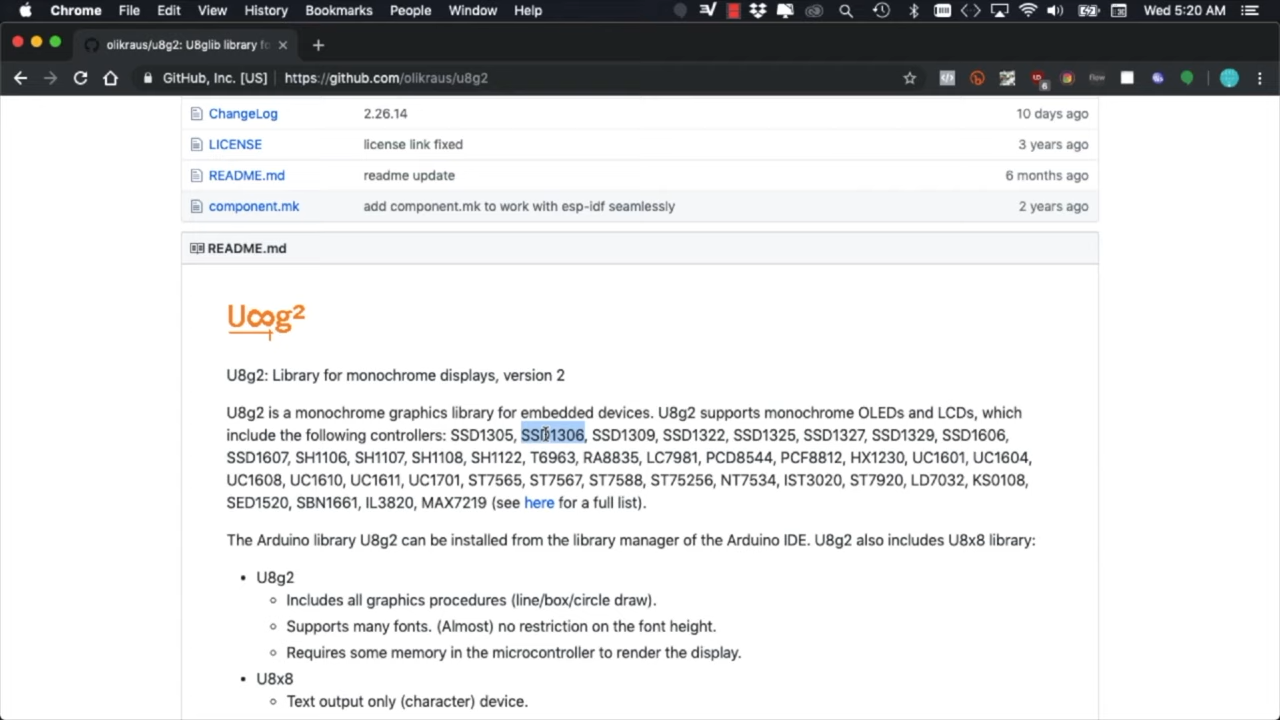 Chrome File Edit View History Bookmarks People Window Help Wed 5:20 AM
olikraus/u8g2: U8glib library fo
GitHub, Inc. [US] https://github.com/olikraus/u8g2
ChangeLog 2.26.14 10 days ago
LICENSE license link fixed 3 years ago
README.md readme update 6 months ago
component.mk add component.mk to work with esp-idf seamlessly 2 years ago
README.md
U8g2
U8g2: Library for monochrome displays, version 2
U8g2 is a monochrome graphics library for embedded devices. U8g2 supports monochrome OLEDs and LCDs, which
include the following controllers: SSD1305, SSD1306, SSD1309, SSD1322, SSD1325, SSD1327, SSD1329, SSD1606,
SSD1607, SH1106, SH1107, SH1108, SH1122, T6963, RA8835, LC7981, PCD8544, PCF8812, HX1230, UC1601, UC1604,
UC1608, UC1610, UC1611, UC1701, ST7565, ST7567, ST7588, ST75256, NT7534, IST3020, ST7920, LD7032, KS0108,
SED1520, SBN1661, IL3820, MAX7219 (see here for a full list).
The Arduino library U8g2 can be installed from the library manager of the Arduino IDE. U8g2 also includes U8x8 library:
• U8g2
Includes all graphics procedures (line/box/circle draw).
Supports many fonts. (Almost) no restriction on the font height.
Requires some memory in the microcontroller to render the display.
• U8x8
Text output only (character) device.